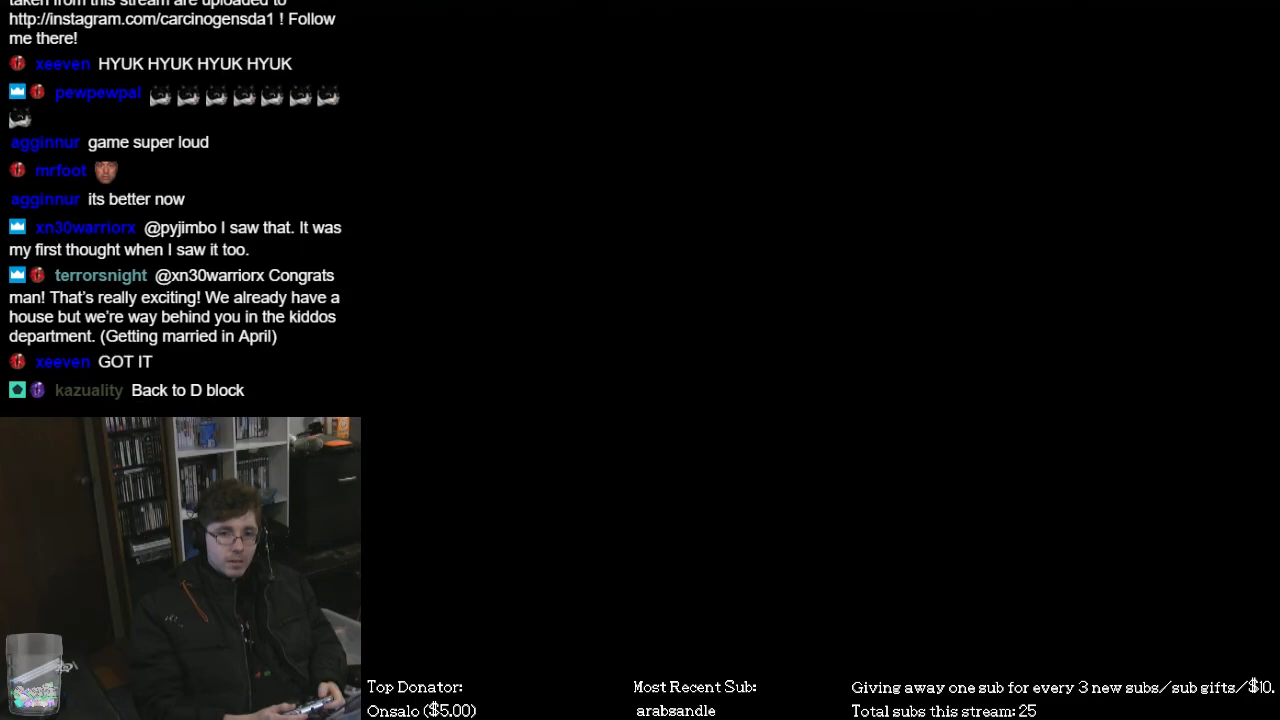 taken from this stream are uploaded to
http://instagram.com/carcinogensda1 ! Follow
me there!
xeeven HYUK HYUK HYUK HYUK
pewpewpal
agginnur game super loud
mrfoot
agginnur its better now
xn30warriorx @pyjimbo I saw that. It was
my first thought when I saw it too.
terrorsnight @xn30warriorx Congrats
man! That's really exciting! We already have a
house but we're way behind you in the kiddos
department. (Getting married in April)
xeeven GOT IT
kazuality Back to D block
Top Donator:
Onsalo ($5.00)
Most Recent Sub:
arabsandle
Giving away one sub for every 3 new subs/sub gifts/$10.
Total subs this stream: 25